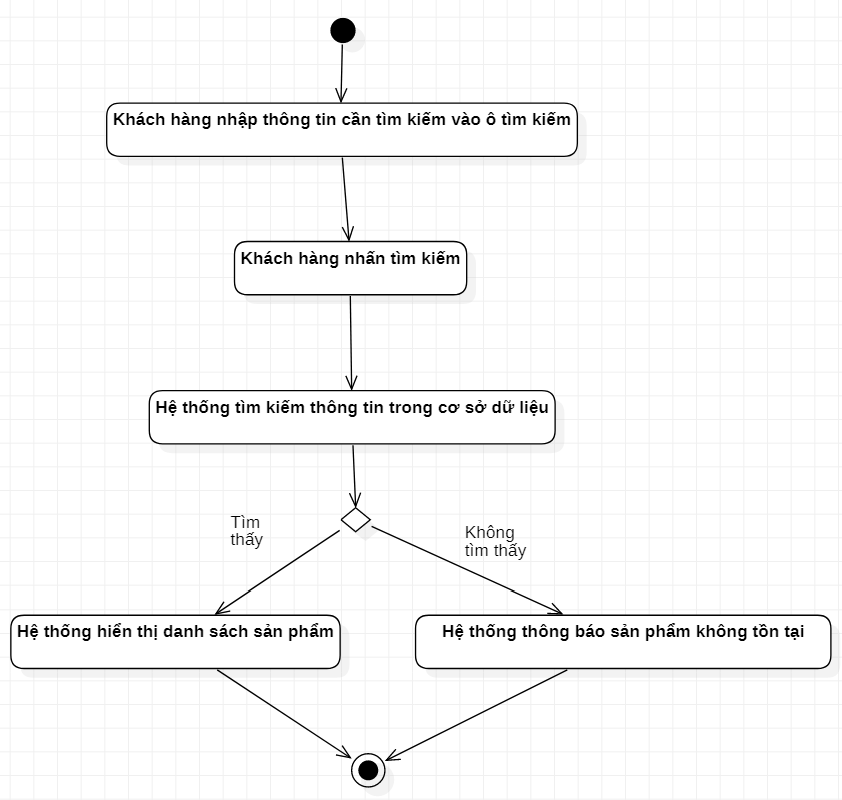 Khách hàng nhập thông tin cần tìm kiếm vào ô tìm kiếm
Khách hàng nhấn tìm kiếm
Hệ thống tìm kiếm thông tin trong cơ sở dữ liệu
Tìm
thấy
Không
tìm thấy
Hệ thống hiển thị danh sách sản phẩm
Hệ thống thông báo sản phẩm không tồn tại